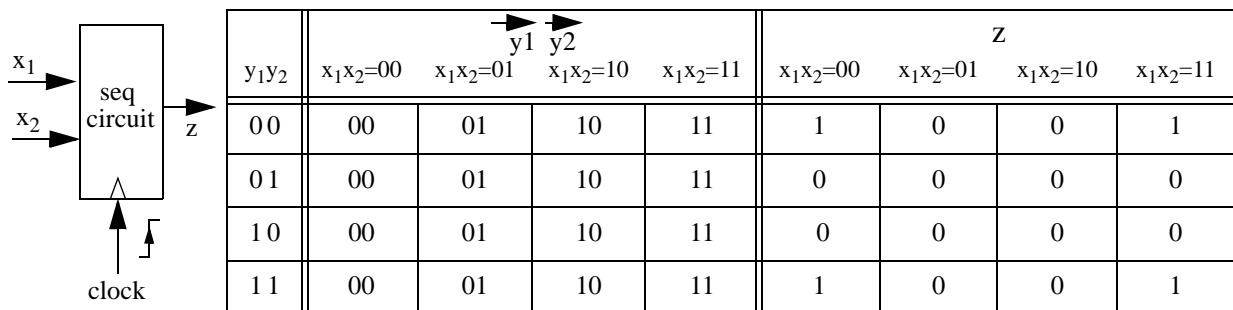 x1
x2
seq
circuit
z
clock
y1 y2
z
y1y2 x1x2=00 x1x2=01 x1x2=10 x1x2=11 x1x2=00 x1x2=01 x1x2=10 x1x2=11
0 0 00 01 10 11 1 0 0 1
0 1 00 01 10 11 0 0 0 0
1 0 00 01 10 11 0 0 0 0
1 1 00 01 10 11 1 0 0 1